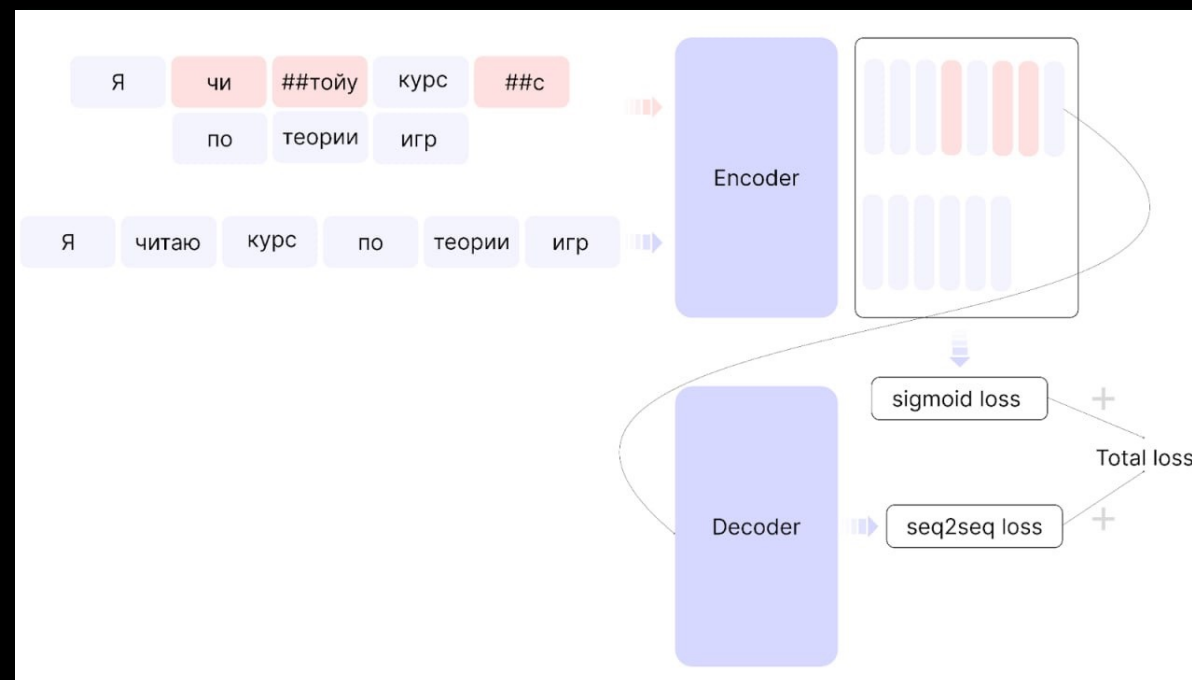 Я чи ##тойу курс ##с
по теории игр
Я читаю курс по теории игр
Encoder
sigmoid loss
Total loss
Decoder
seq2seq loss